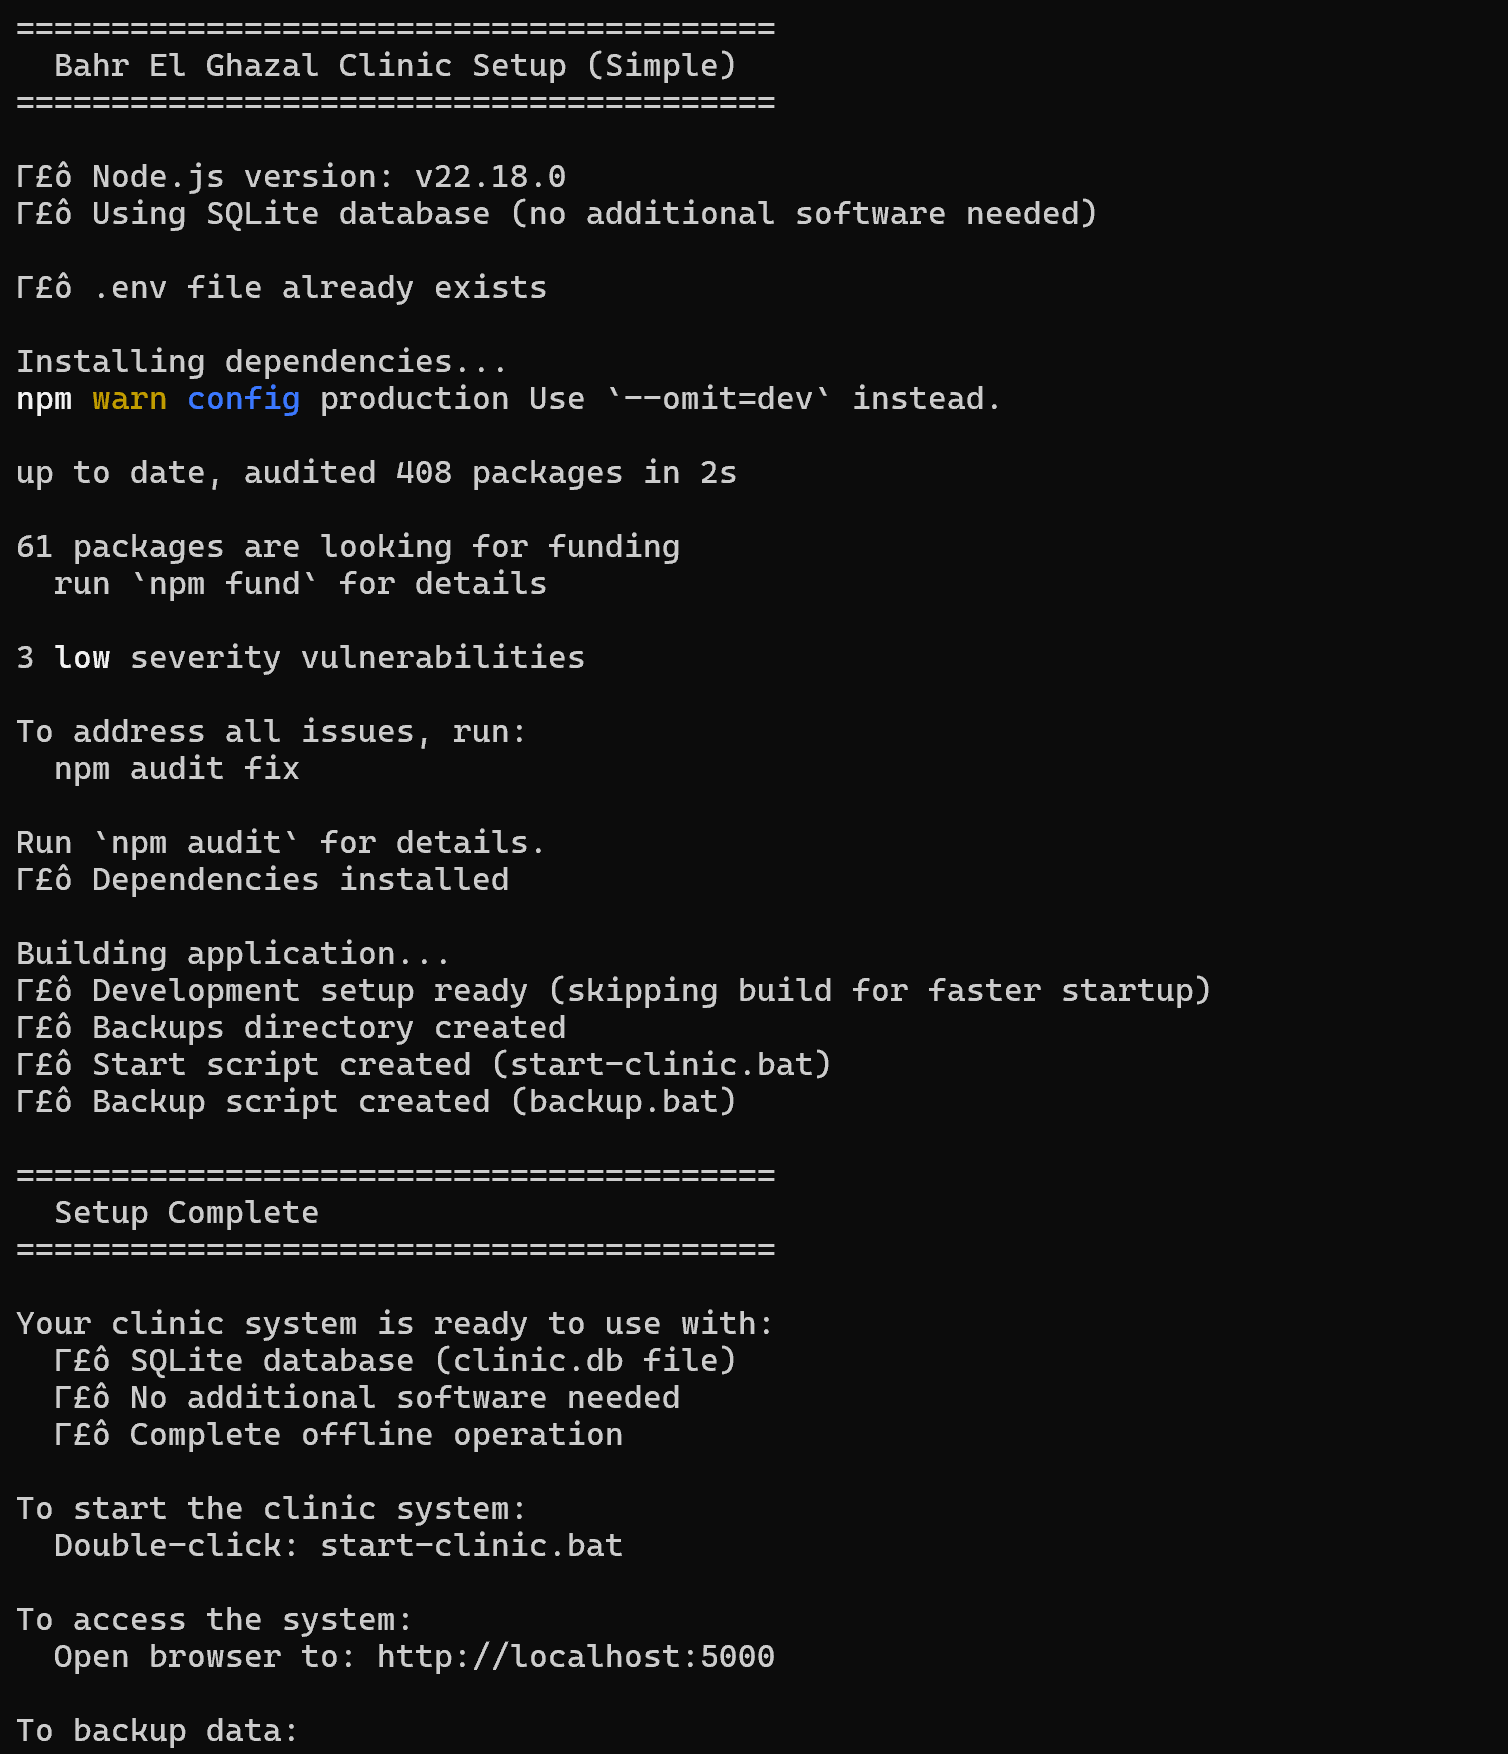 ========================================
  Bahr El Ghazal Clinic Setup (Simple)
========================================
Γ£ô Node.js version: v22.18.0
Γ£ô Using SQLite database (no additional software needed)
Γ£ô .env file already exists
Installing dependencies...
npm warn config production Use `--omit=dev` instead.
up to date, audited 408 packages in 2s
61 packages are looking for funding
  run `npm fund` for details
3 low severity vulnerabilities
To address all issues, run:
  npm audit fix
Run `npm audit` for details.
Γ£ô Dependencies installed
Building application...
Γ£ô Development setup ready (skipping build for faster startup)
Γ£ô Backups directory created
Γ£ô Start script created (start-clinic.bat)
Γ£ô Backup script created (backup.bat)
========================================
  Setup Complete
========================================
Your clinic system is ready to use with:
  Γ£ô SQLite database (clinic.db file)
  Γ£ô No additional software needed
  Γ£ô Complete offline operation
To start the clinic system:
  Double-click: start-clinic.bat
To access the system:
  Open browser to: http://localhost:5000
To backup data: